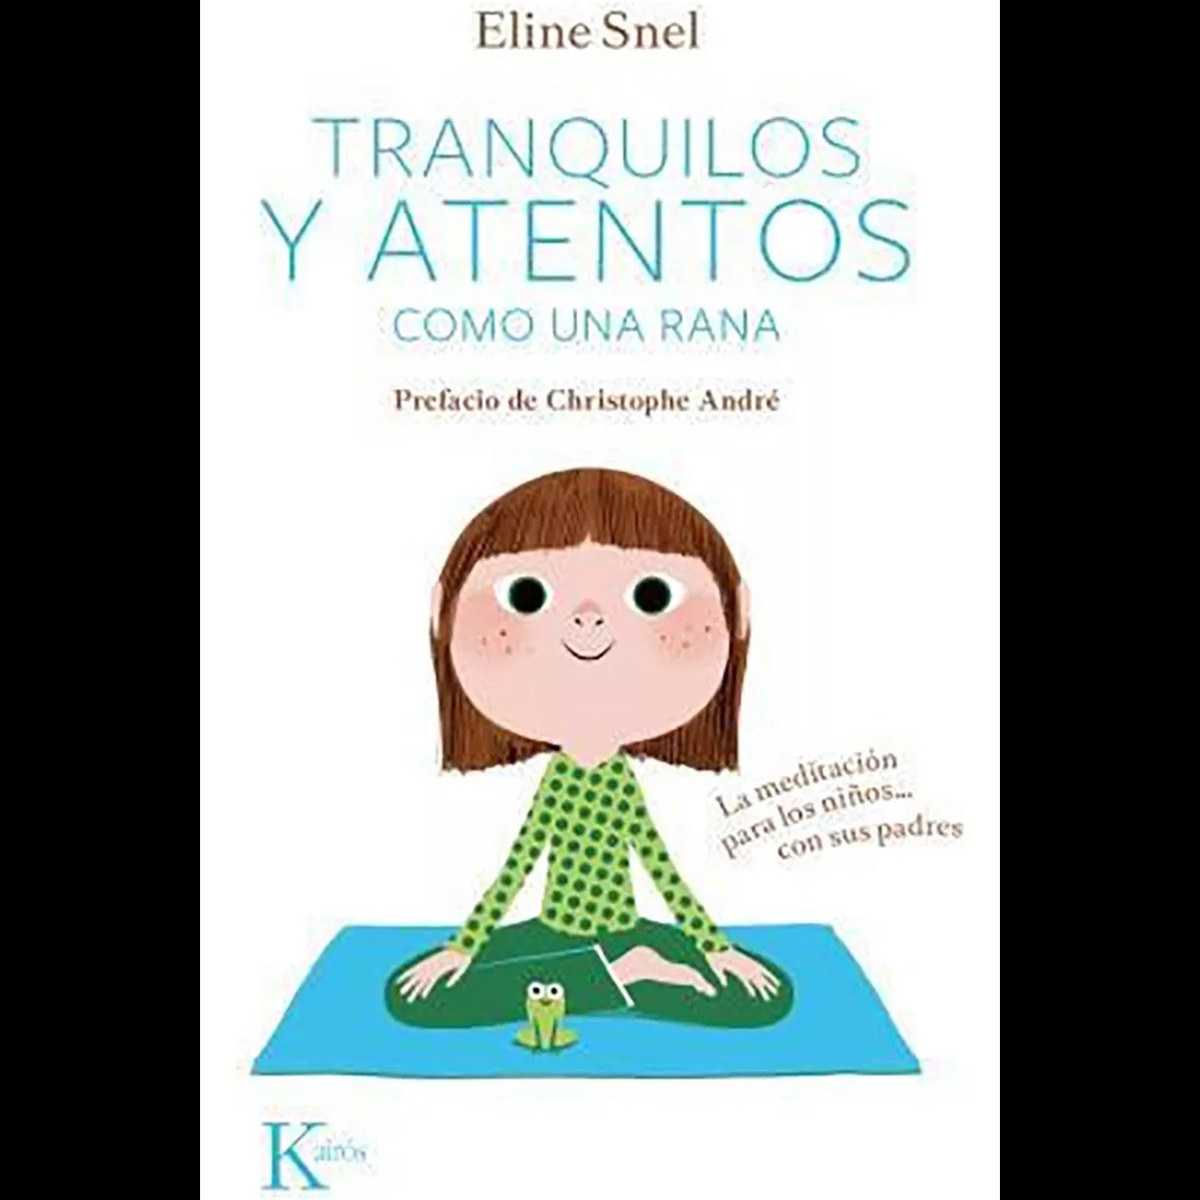 Eline Snel
TRANQUILOS
Y ATENTOS
COMO UNA RANA
Prefacio de Christophe André
La meditación
para los niños...
con sus padres
Kairós